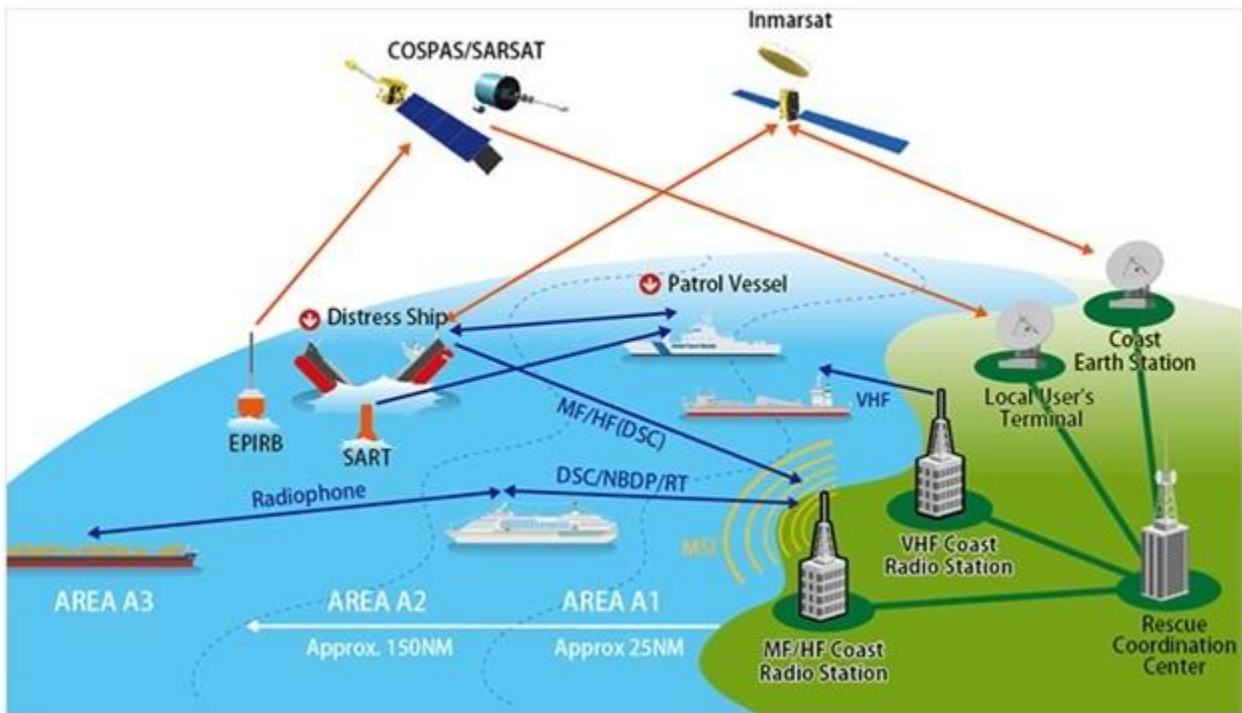 Inmarsat
COSPAS/SARSAT
Patrol Vessel
Distress Ship
Coast
Earth Station
VHF
Local User's
Terminal
EPIRB
SART
MF/HF(DSC)
DSC/NBDP/RT
Radiophone
MSI
VHF Coast
Radio Station
AREA A3
AREA A2
AREA A1
Approx. 150NM
Approx 25NM
MF/HF Coast
Radio Station
Rescue
Coordination
Center